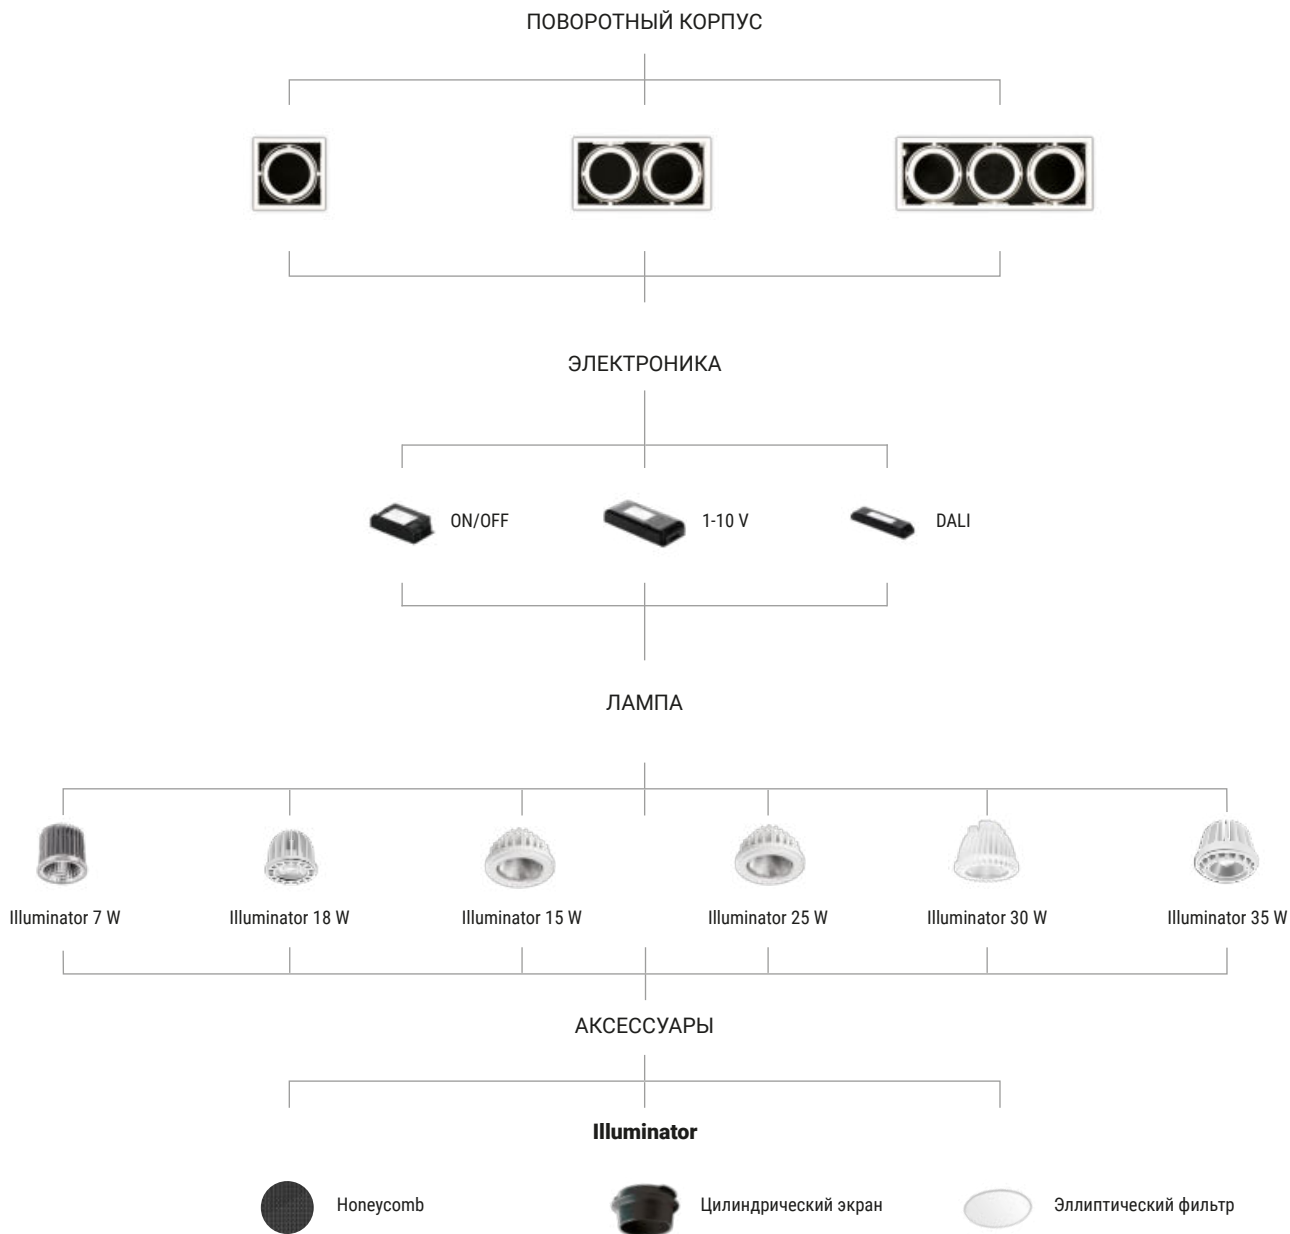 ПОВОРОТНЫЙ КОРПУС
ЭЛЕКТРОНИКА
ON/OFF
1-10 V
DALI
ЛАМПА
Illuminator 7 W
Illuminator 18 W
Illuminator 15 W
Illuminator 25 W
Illuminator 30 W
Illuminator 35 W
АКСЕССУАРЫ
Illuminator
Honeycomb
Цилиндрический экран
Эллиптический фильтр